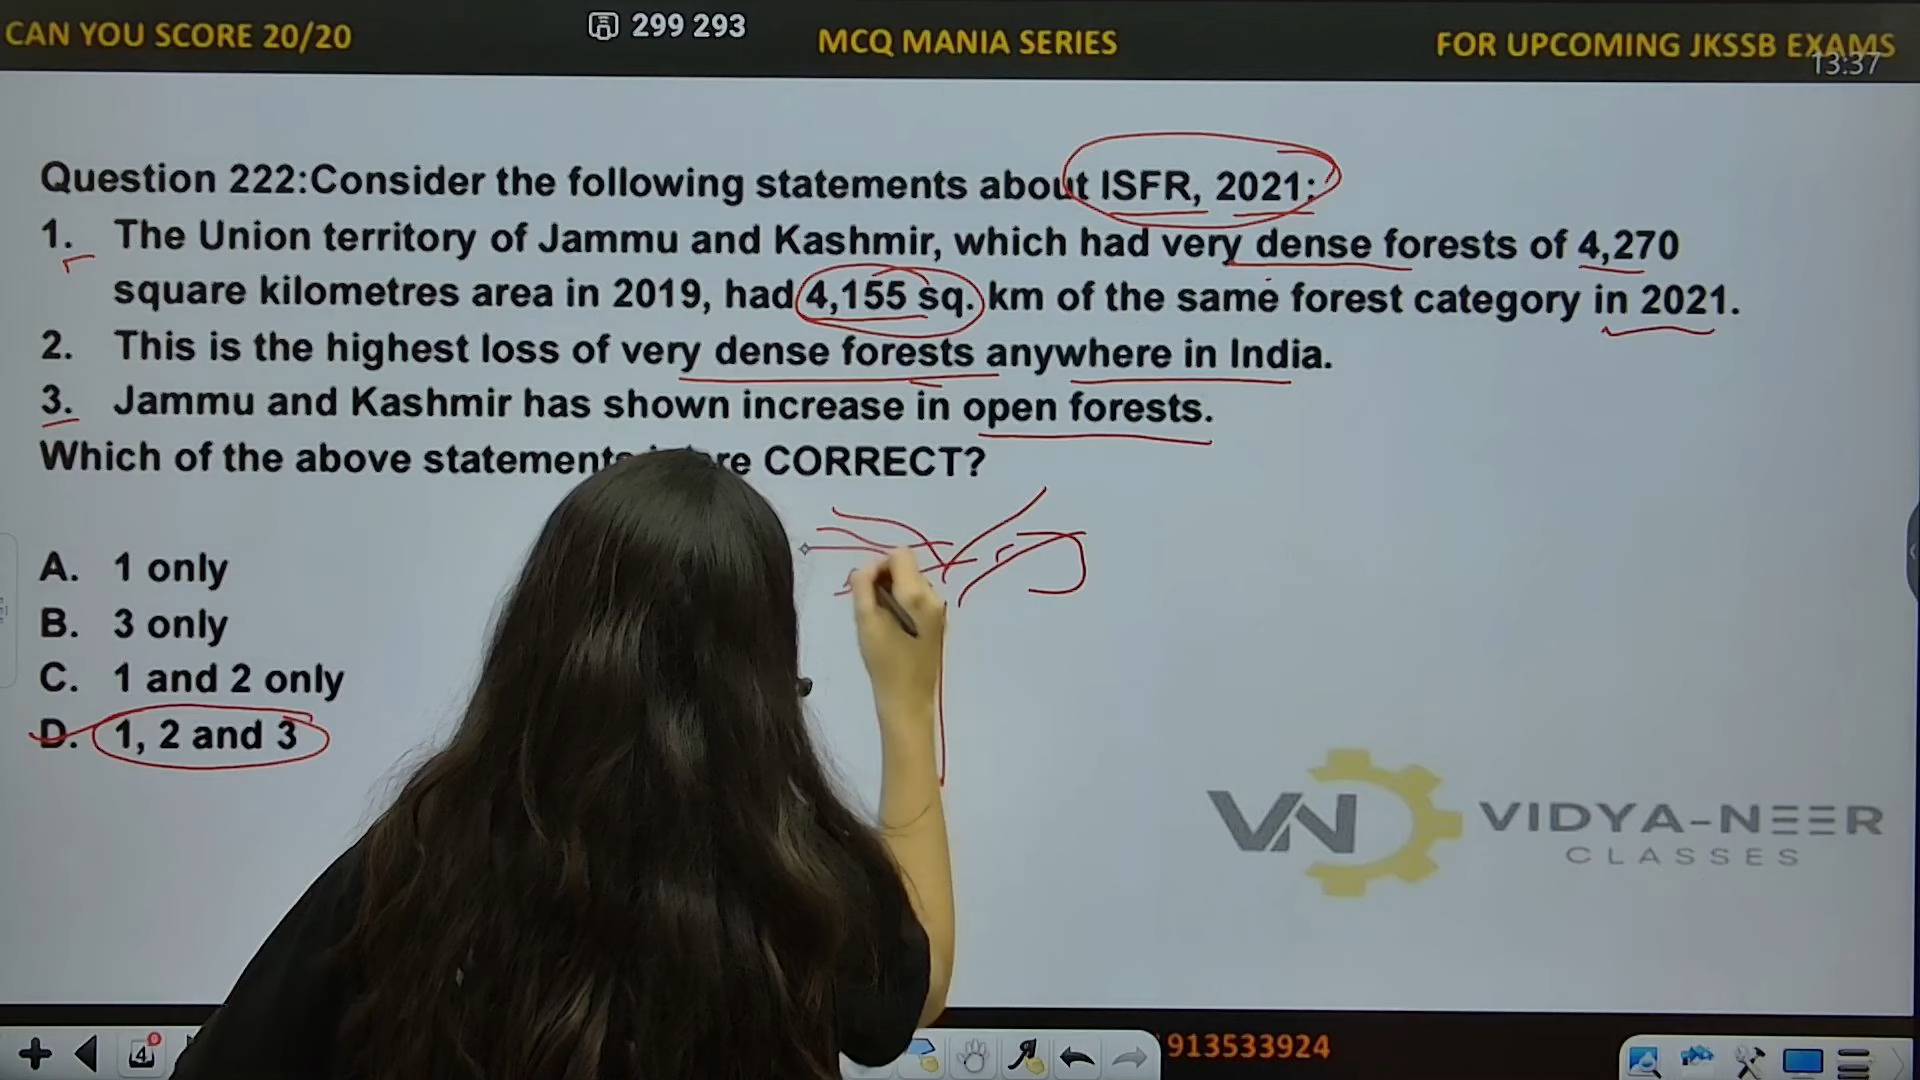 CAN YOU SCORE 20/20
299 293
MCQ MANIA SERIES
FOR UPCOMING JKSSB EXAMS
13:37
Question 222:Consider the following statements about ISFR, 2021:
1. The Union territory of Jammu and Kashmir, which had very dense forests of 4,270
square kilometres area in 2019, had 4,155 sq. km of the same forest category in 2021.
2. This is the highest loss of very dense forests anywhere in India.
3. Jammu and Kashmir has shown increase in open forests.
Which of the above CORRECT?
A. 1 only
B. 3 only
C. 1 and 2 only
D. 1, 2 and 3
VN VIDYA-NEER
CLASSES
4
913533924